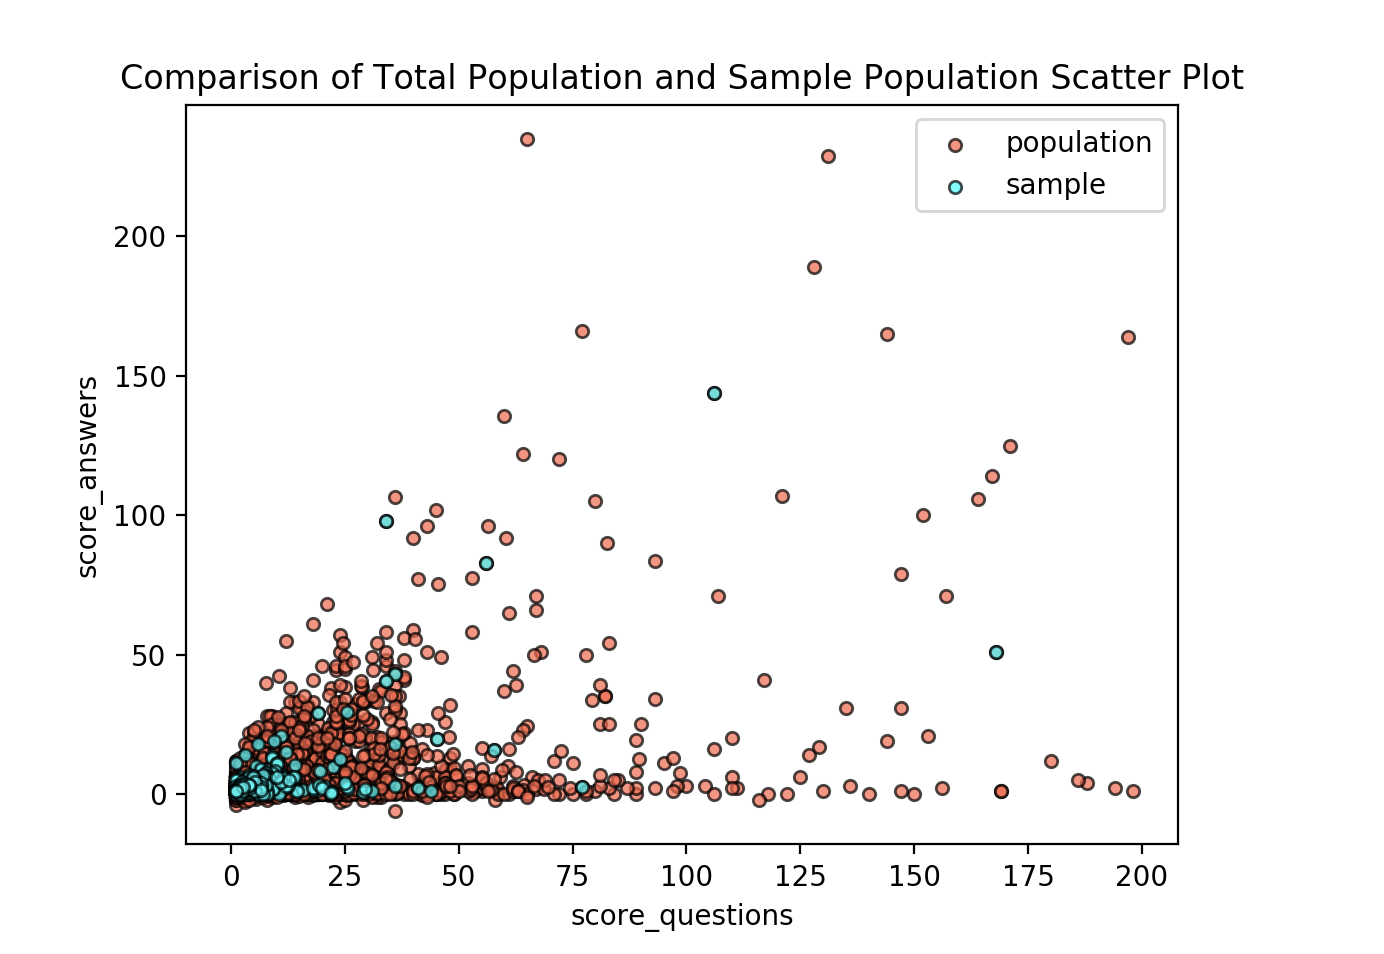 Comparison of Total Population and Sample Population Scatter Plot
population
sample
200
150
100
50
0
score_answers
0 25 50 75 100 125 150 175 200
score_questions